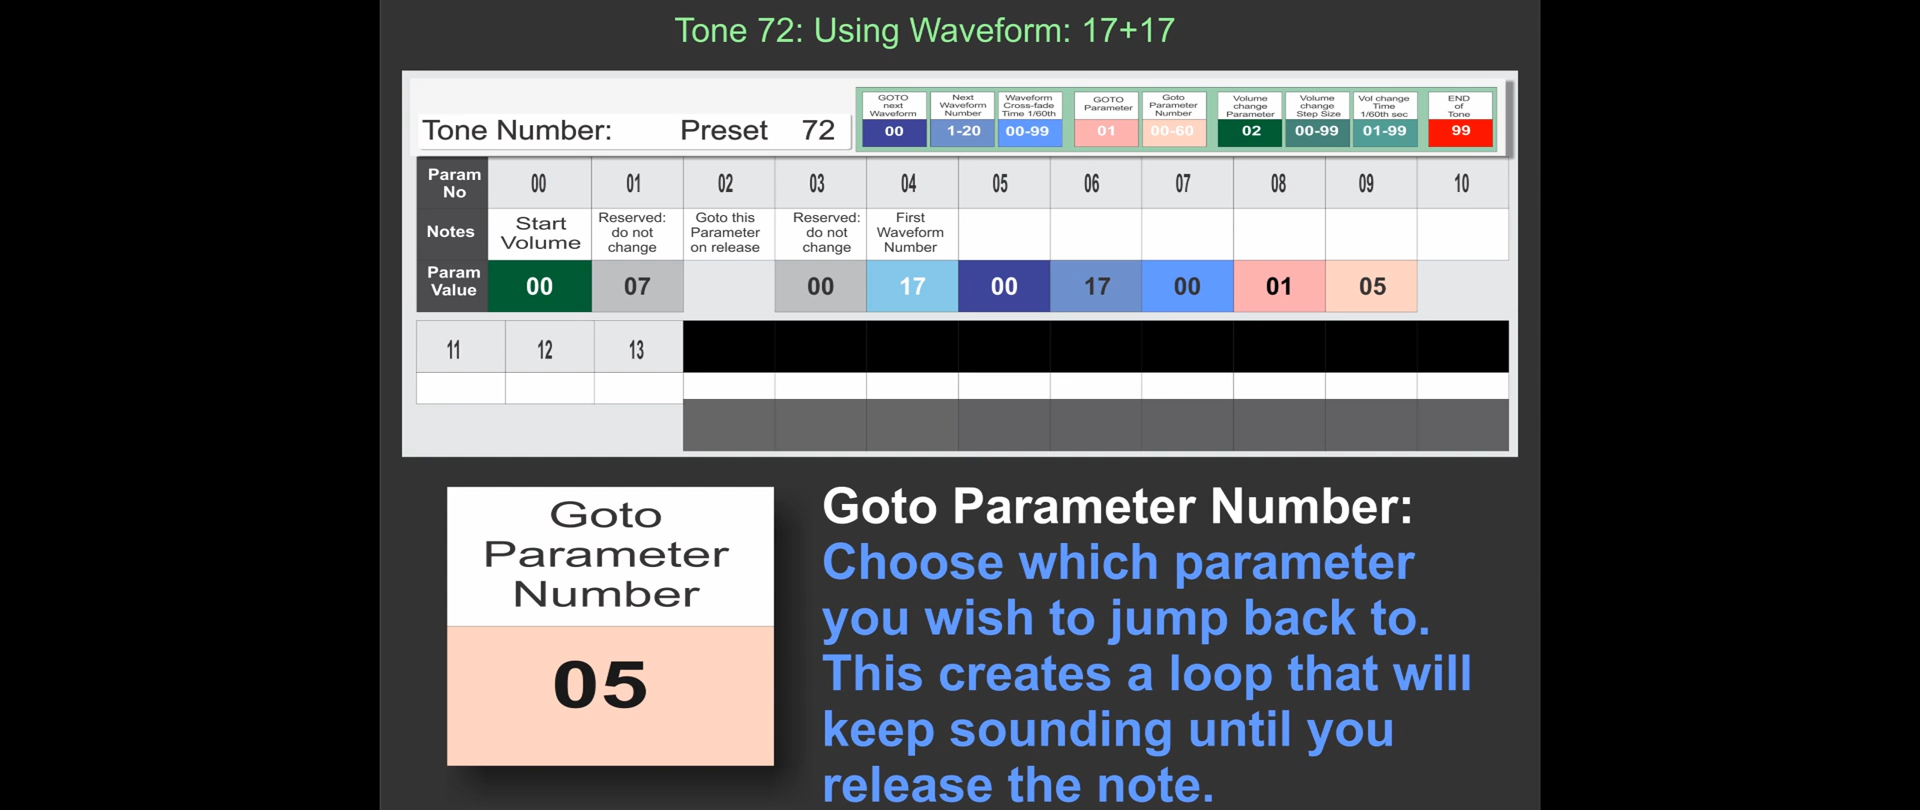 Tone 72: Using Waveform: 17+17
Tone Number: Preset 72
GOTO next Waveform 00
Next Waveform Number 1-20
Waveform Cross-fade Time 1/60th 00-99
GOTO Parameter 01
Goto Parameter Number 00-60
Volume change Parameter 02
Volume change Step Size 00-99
Vol change Time 1/60th sec 01-99
END of Tone 99
Param No 00 01 02 03 04 05 06 07 08 09 10
Notes
Start Volume
Reserved: do not change
Goto this Parameter on release
Reserved: do not change
First Waveform Number
Param Value 00 07 00 17 00 17 00 01 05
11 12 13
Goto
Parameter
Number
05
Goto Parameter Number:
Choose which parameter
you wish to jump back to.
This creates a loop that will
keep sounding until you
release the note.